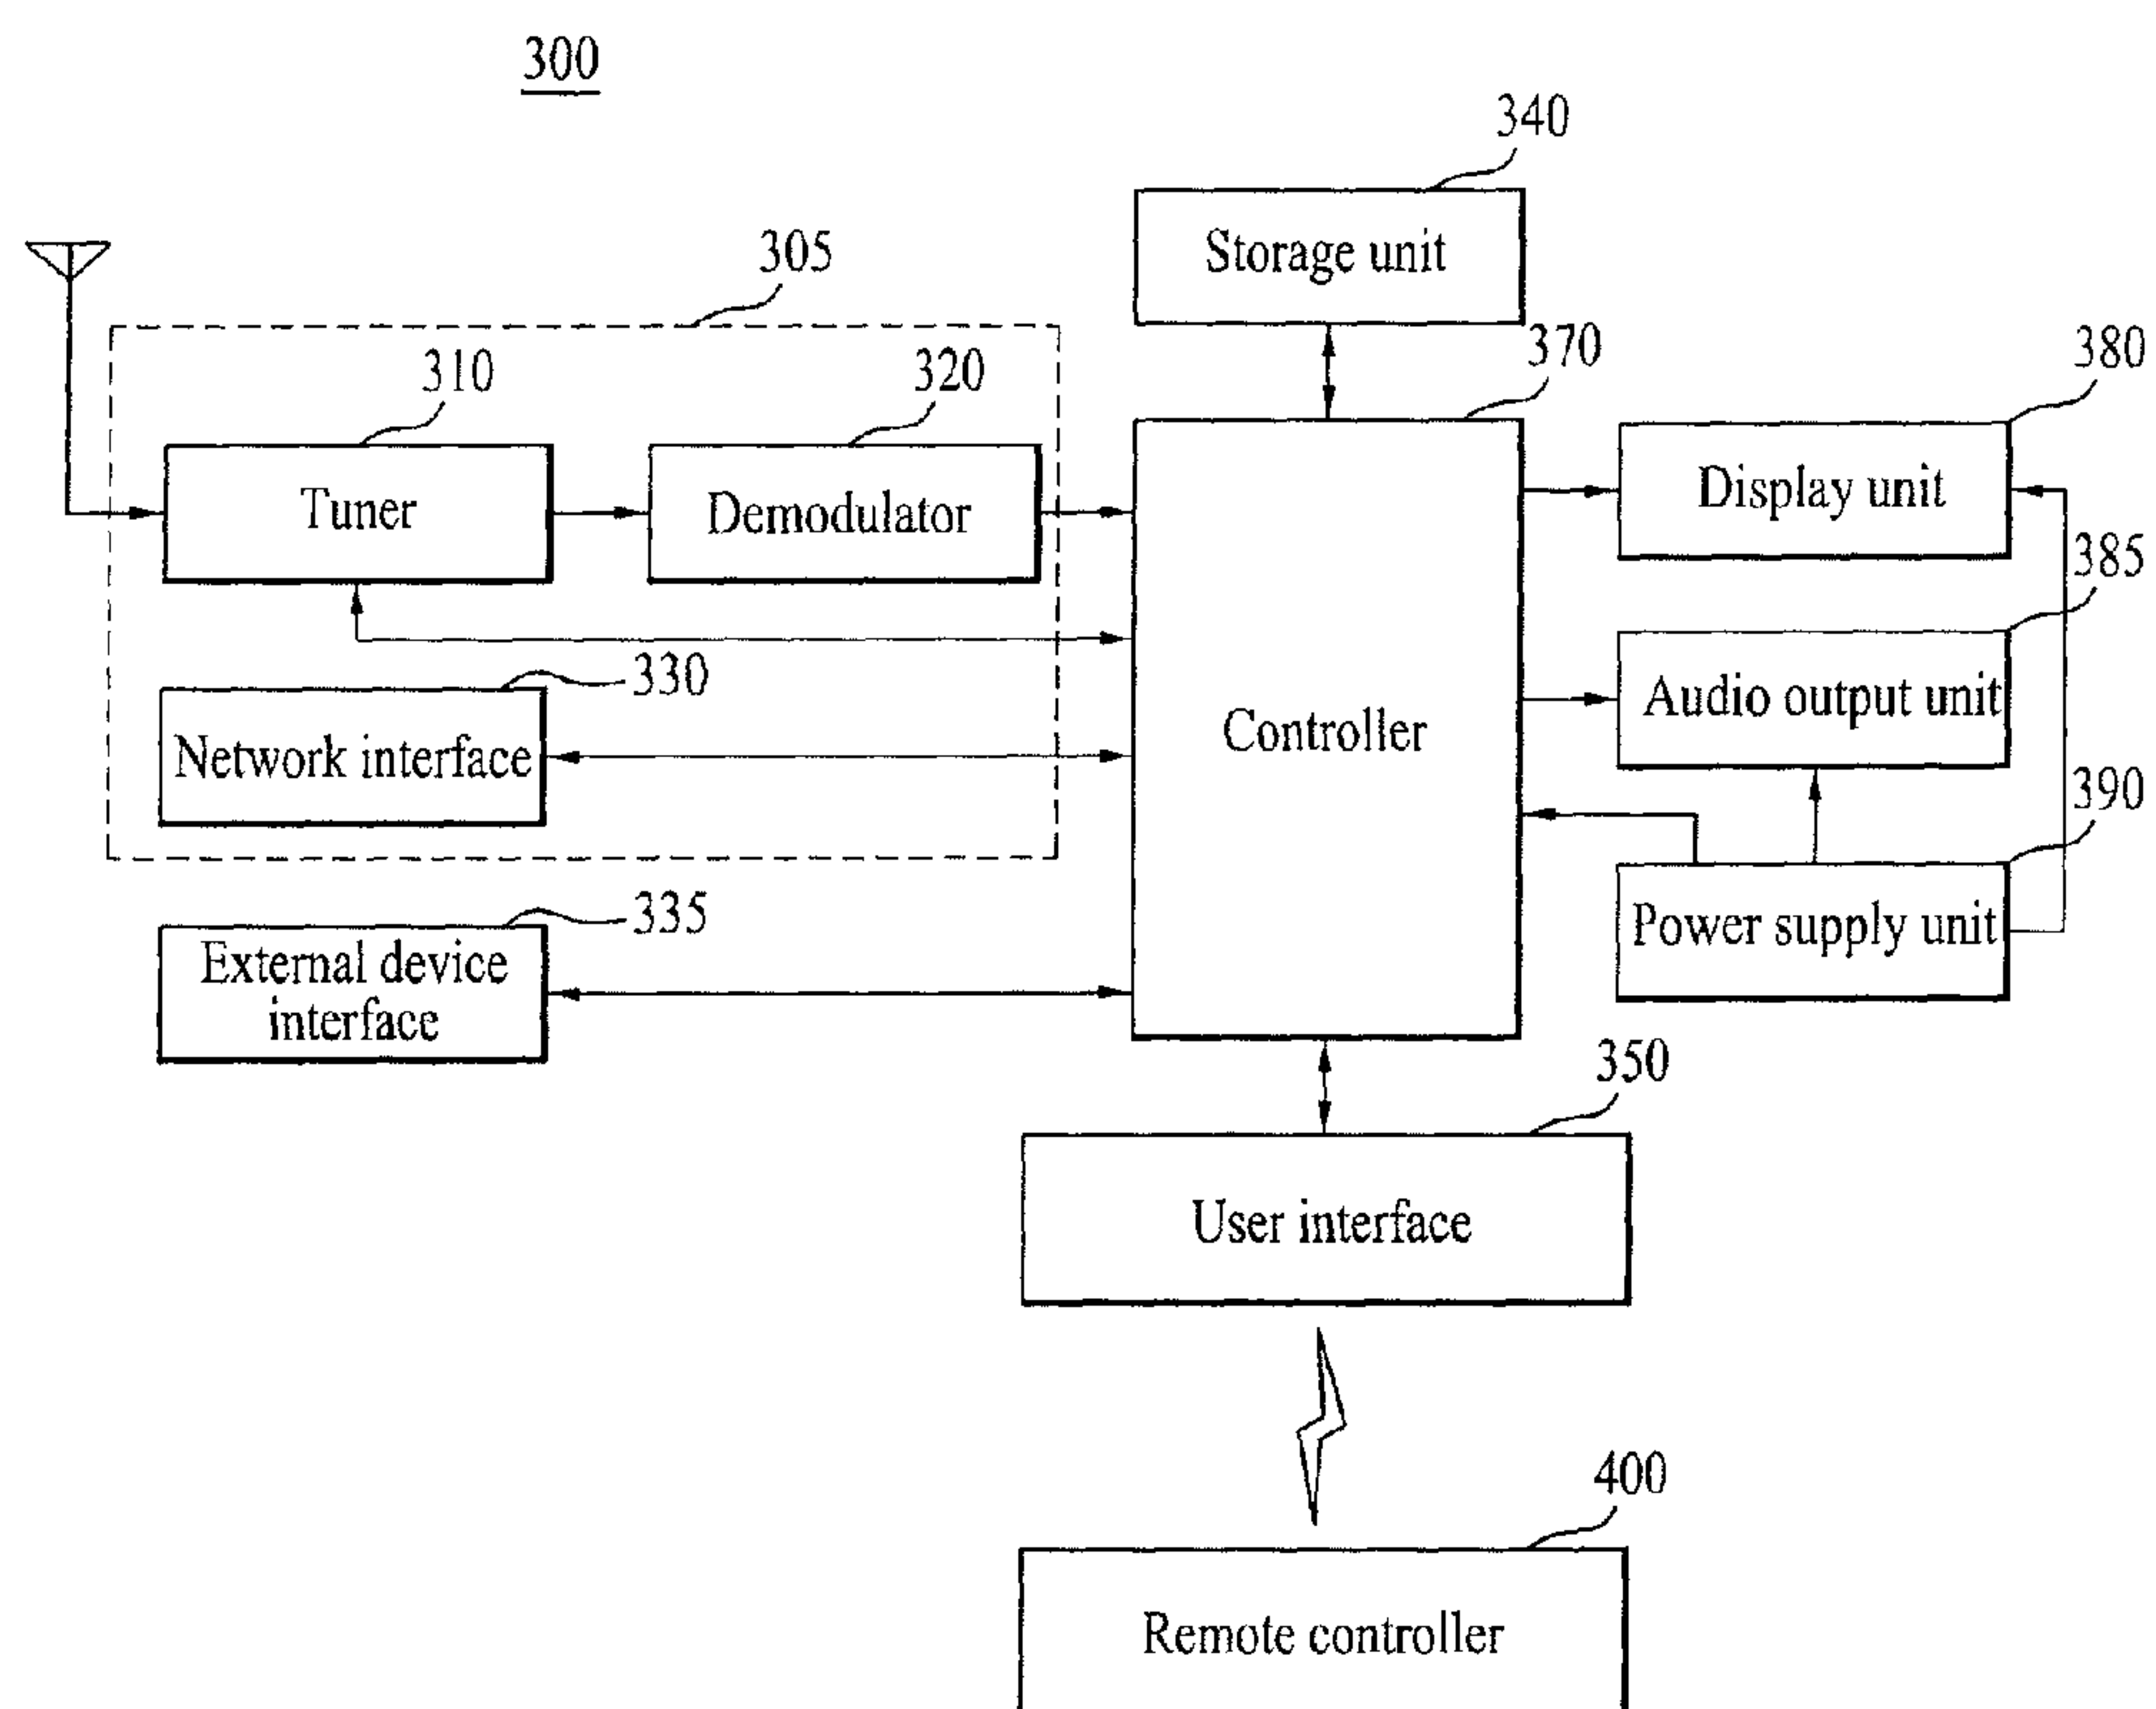 300
340
Storage unit
305
370
380
310
320
Tuner
Demodulator
Display unit
385
330
Network interface
Controller
Audio output unit
390
335
External device
interface
Power supply unit
350
User interface
400
Remote controller